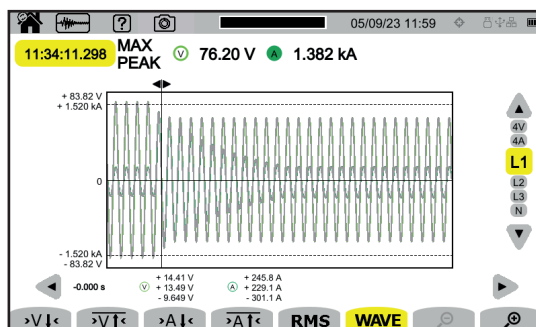 ?
05/09/23 11:59
11:34:11.298 MAX PEAK V 76.20 V A 1.382 kA
+ 83.82 V
+ 1.520 kA
0
- 1.520 kA
- 83.82 V
4V
4A
L1
L2
L3
N
-0.000 s
V + 14.41 V A + 245.8 A
+ 13.49 V + 229.1 A
- 9.649 V - 301.1 A
>V↓< >V↑< >A↓< >A↑< RMS WAVE